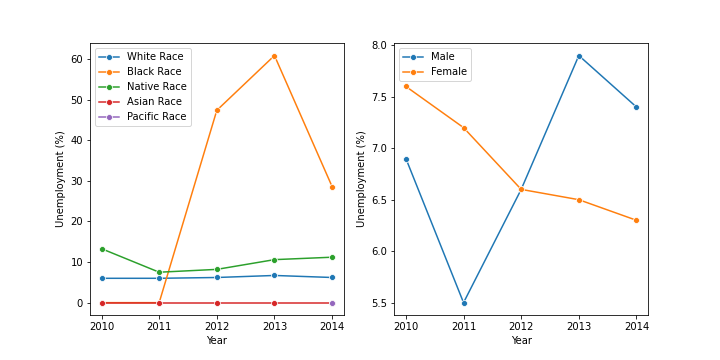 60
50
40
30
20
10
0
Unemployment (%)
White Race
Black Race
Native Race
Asian Race
Pacific Race
2010 2011 2012 2013 2014
Year
8.0
7.5
7.0
6.5
6.0
5.5
Unemployment (%)
Male
Female
2010 2011 2012 2013 2014
Year